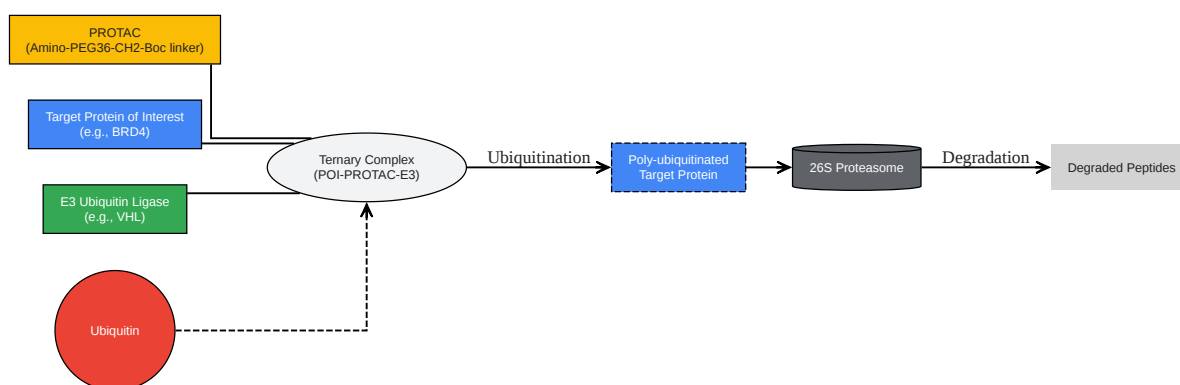 PROTAC
(Amino-PEG36-CH2-Boc linker)
Target Protein of Interest
(e.g., BRD4)
E3 Ubiquitin Ligase
(e.g., VHL)
Ubiquitin
Ternary Complex
(POI-PROTAC-E3)
Ubiquitination
Poly-ubiquitinated
Target Protein
26S Proteasome
Degradation
Degraded Peptides